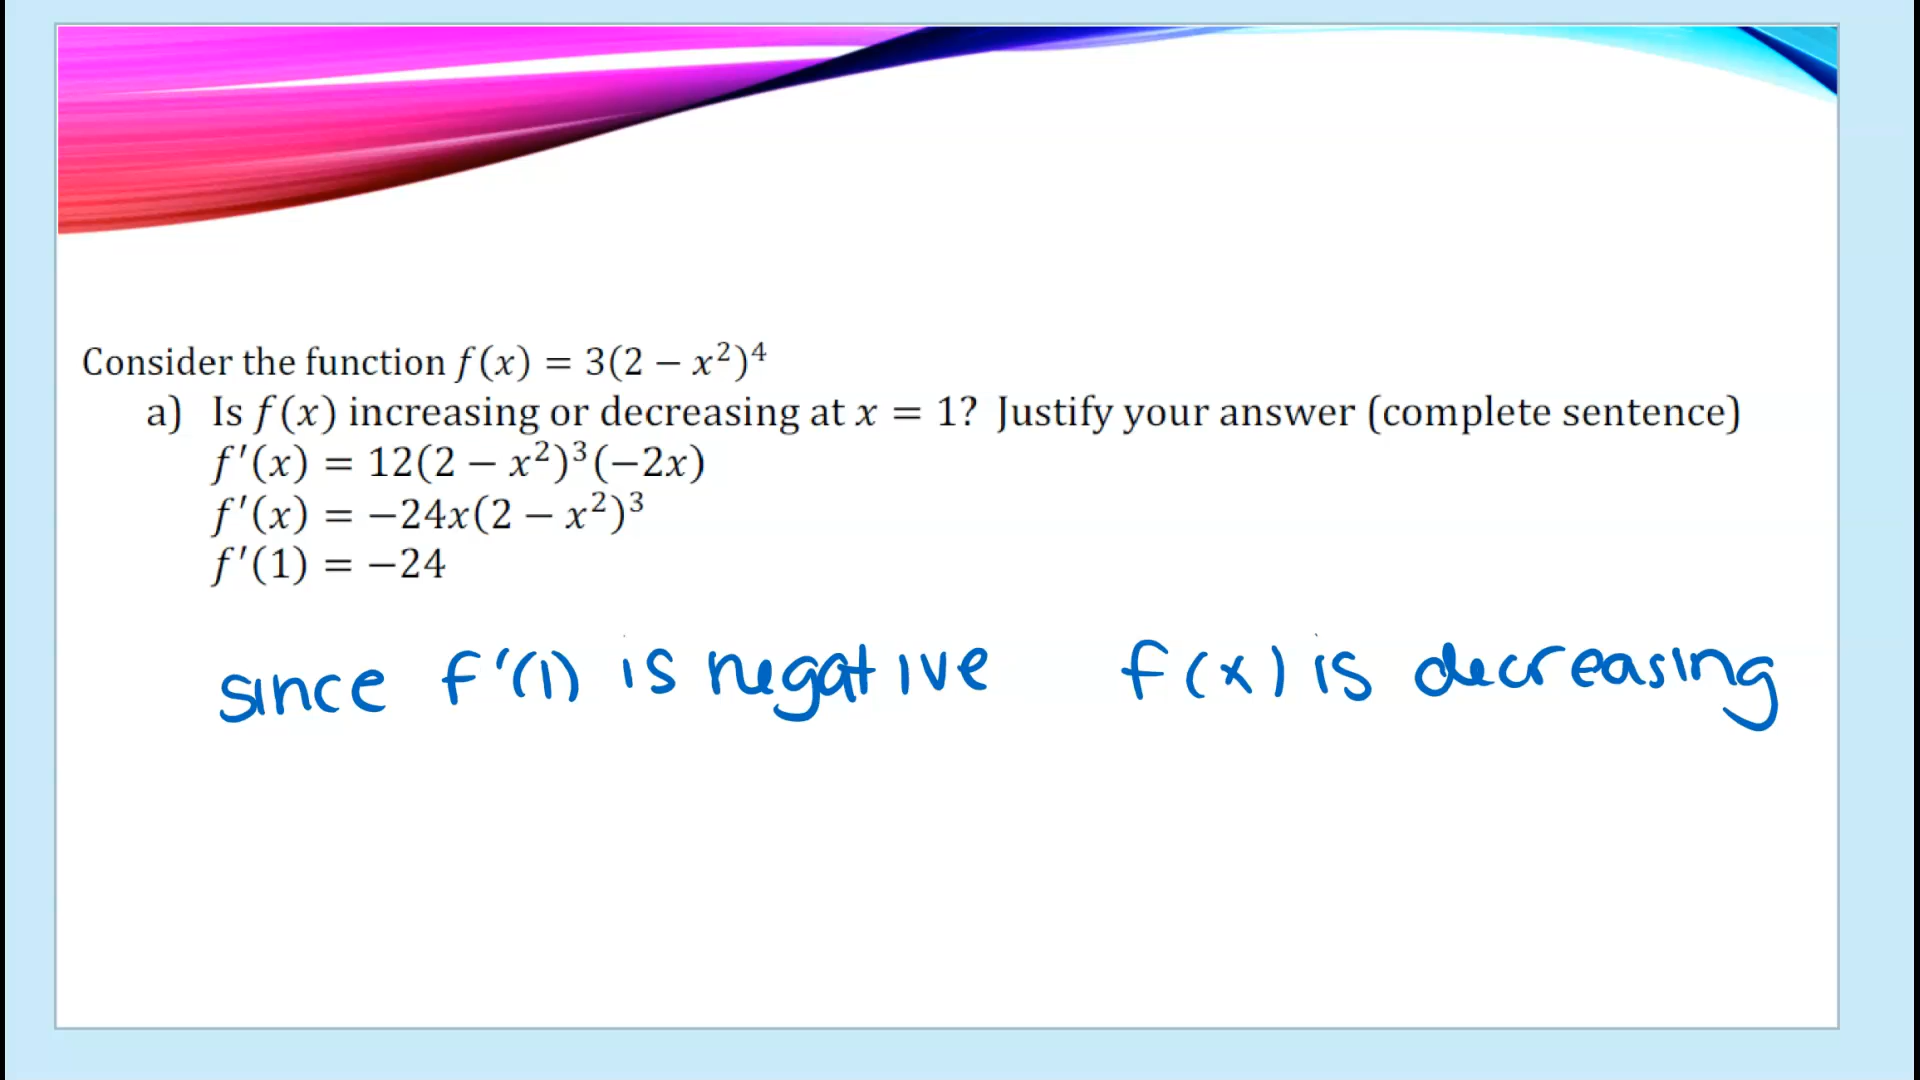 Consider the function f(x) = 3(2 − x²)⁴
a) Is f(x) increasing or decreasing at x = 1? Justify your answer (complete sentence)
f′(x) = 12(2 − x²)³(−2x)
f′(x) = −24x(2 − x²)³
f′(1) = −24
since f'(1) is negative f(x) is decreasing